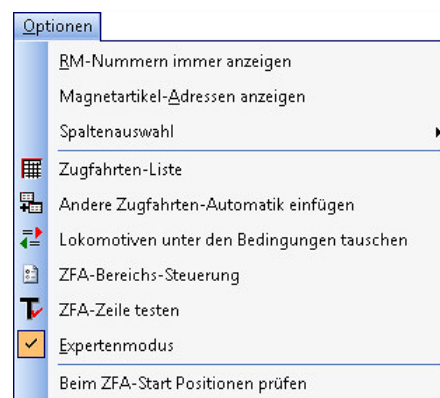 Optionen
RM-Nummern immer anzeigen
Magnetartikel-Adressen anzeigen
Spaltenauswahl
Zugfahrten-Liste
Andere Zugfahrten-Automatik einfügen
Lokomotiven unter den Bedingungen tauschen
ZFA-Bereichs-Steuerung
ZFA-Zeile testen
Expertenmodus
Beim ZFA-Start Positionen prüfen